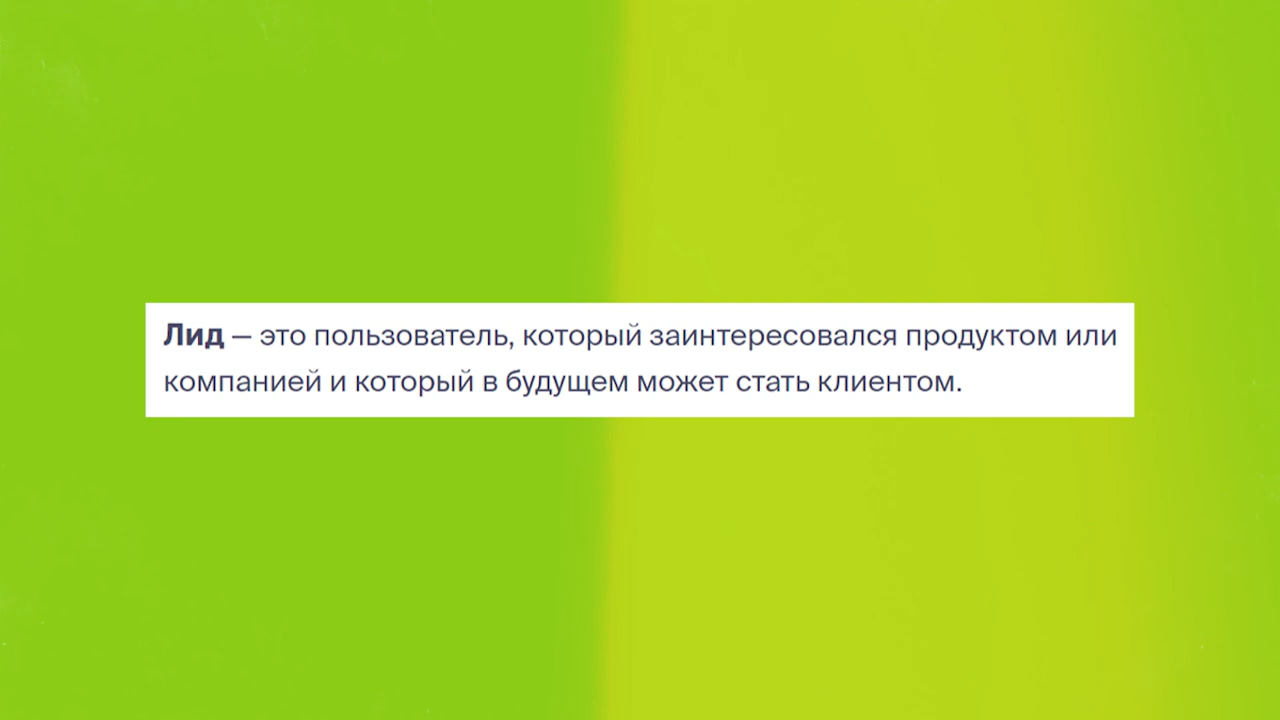 Лид — это пользователь, который заинтересовался продуктом или
компанией и который в будущем может стать клиентом.